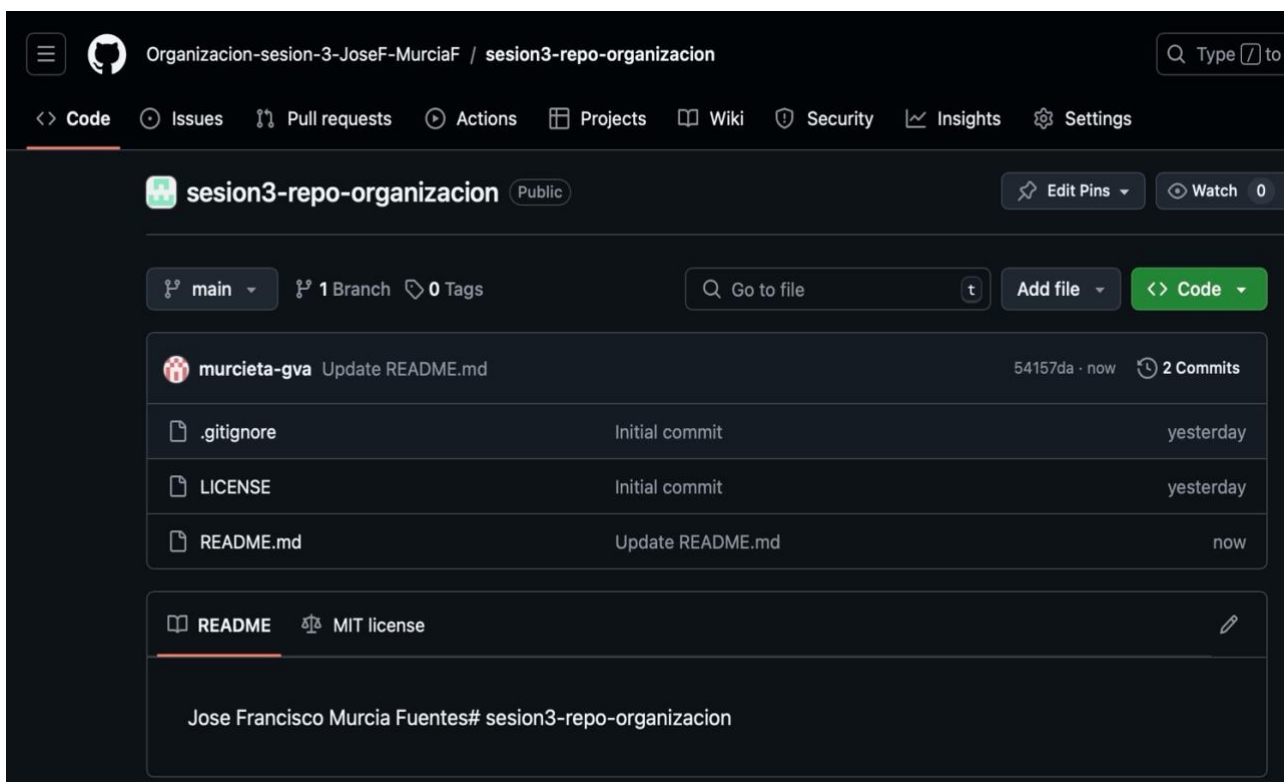 Organizacion-sesion-3-JoseF-MurciaF / sesion3-repo-organizacion
Type / to
Code Issues Pull requests Actions Projects Wiki Security Insights Settings
sesion3-repo-organizacion Public
Edit Pins Watch 0
main 1 Branch 0 Tags
Go to file t Add file Code
murcieta-gva Update README.md 54157da · now 2 Commits
.gitignore Initial commit yesterday
LICENSE Initial commit yesterday
README.md Update README.md now
README MIT license
Jose Francisco Murcia Fuentes# sesion3-repo-organizacion